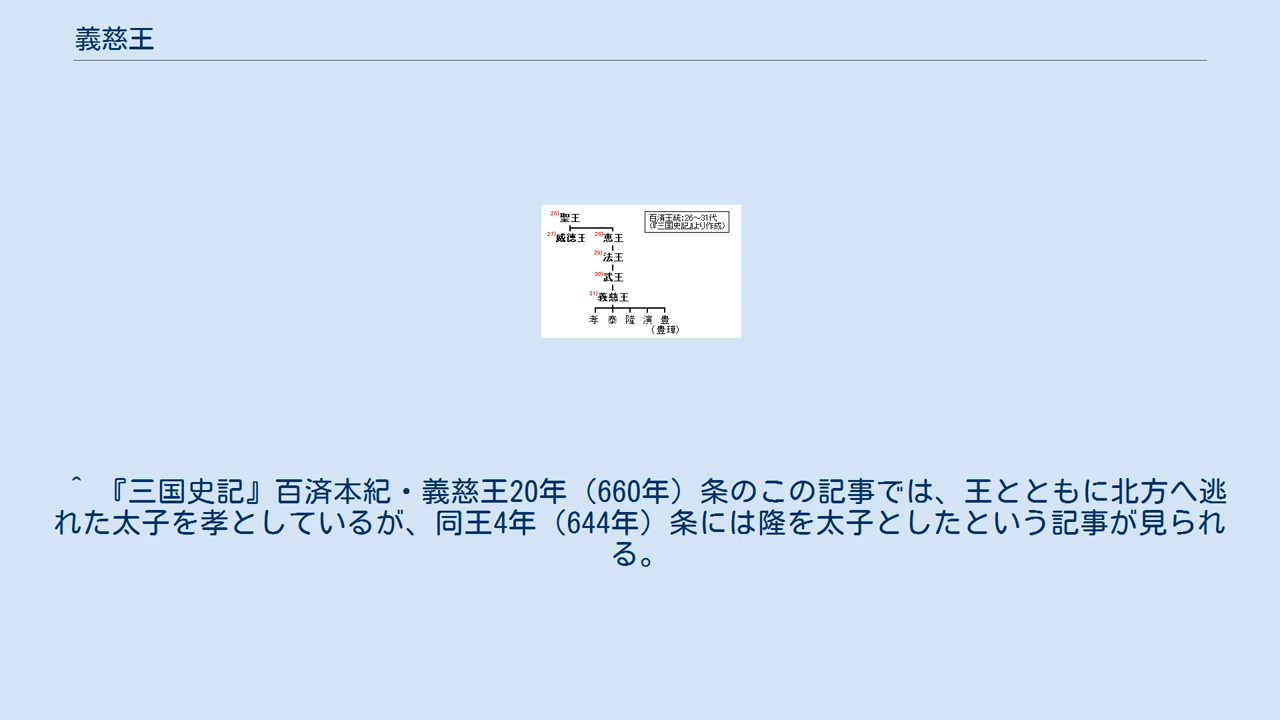 義慈王
26)聖王
百済王統：26～31代
（『三国史記』より作成）
27)威徳王 28)恵王
29)法王
30)武王
31)義慈王
孝 泰 隆 演 豊
（豊璋）
^ 『三国史記』百済本紀・義慈王20年（660年）条のこの記事では、王とともに北方へ逃
れた太子を孝としているが、同王4年（644年）条には隆を太子としたという記事が見られ
る。